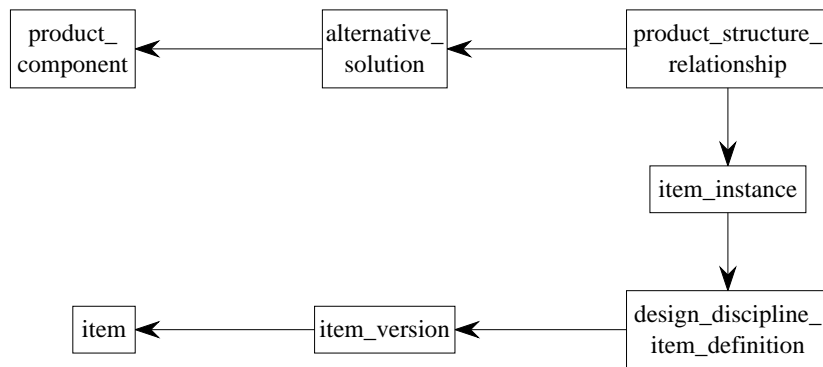 product_
component
alternative_
solution
product_structure_
relationship
item_instance
item
item_version
design_discipline_
item_definition